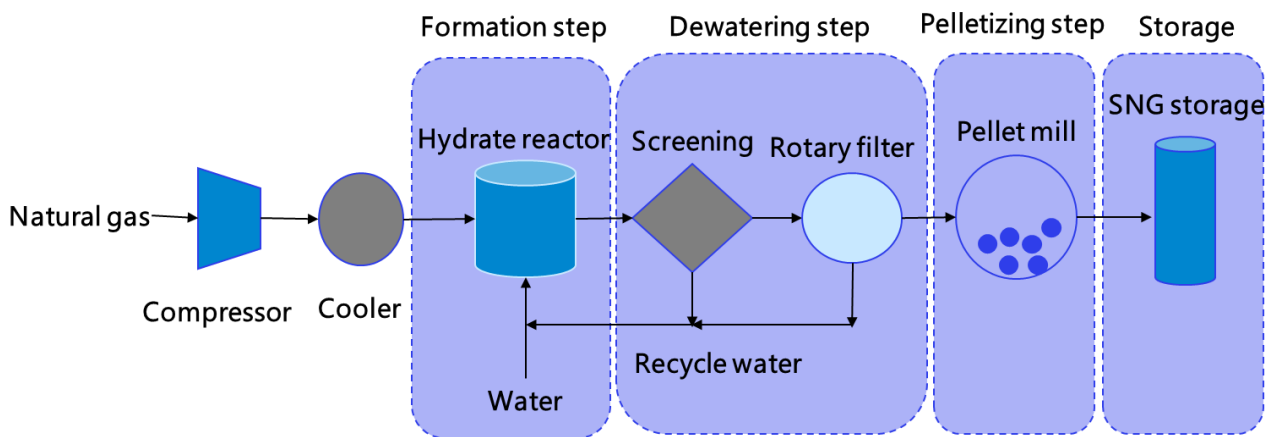 Formation step
Dewatering step
Pelletizing step
Storage
Hydrate reactor
Screening
Rotary filter
Pellet mill
SNG storage
Natural gas
Compressor
Cooler
Water
Recycle water